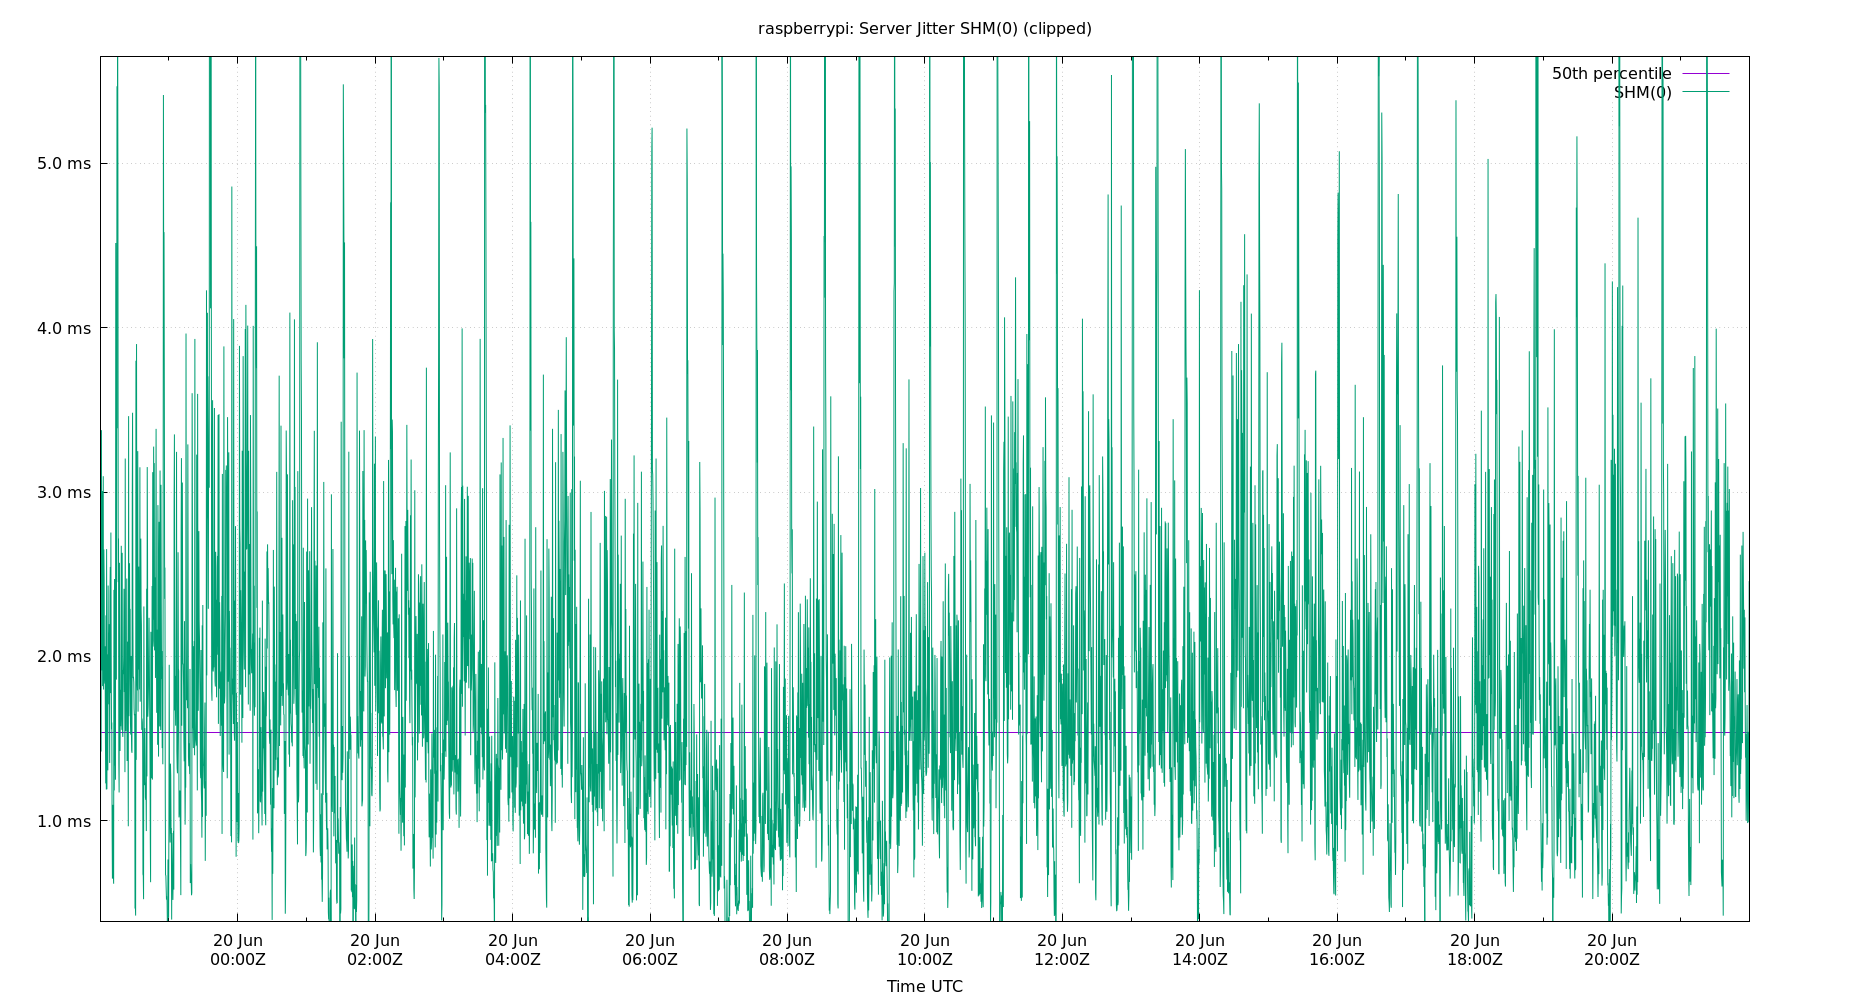 raspberrypi: Server Jitter SHM(0) (clipped)
50th percentile
SHM(0)
5.0 ms
4.0 ms
3.0 ms
2.0 ms
1.0 ms
20 Jun 20 Jun 20 Jun 20 Jun 20 Jun 20 Jun 20 Jun 20 Jun 20 Jun 20 Jun 20 Jun
00:00Z 02:00Z 04:00Z 06:00Z 08:00Z 10:00Z 12:00Z 14:00Z 16:00Z 18:00Z 20:00Z
Time UTC